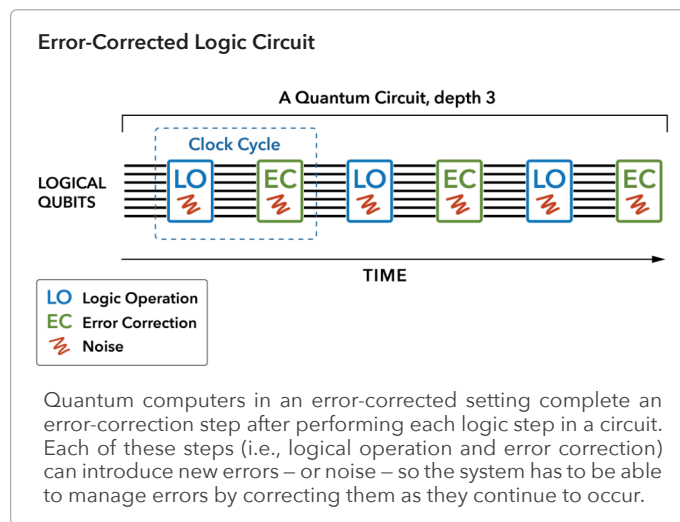 Error-Corrected Logic Circuit
A Quantum Circuit, depth 3
Clock Cycle
LOGICAL
QUBITS
LO EC LO EC LO EC
TIME
LO Logic Operation
EC Error Correction
Noise
Quantum computers in an error-corrected setting complete an
error-correction step after performing each logic step in a circuit.
Each of these steps (i.e., logical operation and error correction)
can introduce new errors – or noise – so the system has to be able
to manage errors by correcting them as they continue to occur.